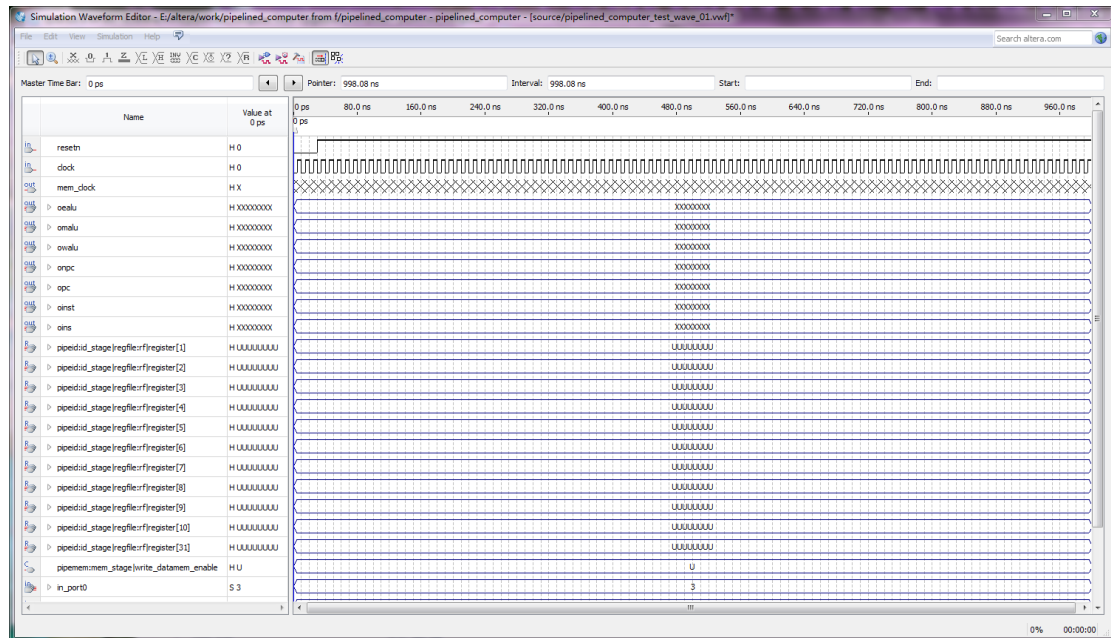 Simulation Waveform Editor - E:/altera/work/pipelined_computer from f/pipelined_computer - pipelined_computer - [source/pipelined_computer_test_wave_01.vwf]*
File Edit View Simulation Help Search altera.com
Master Time Bar: 0 ps Pointer: 998.08 ns Interval: 998.08 ns Start: End:
Name Value at 0 ps 0 ps 80.0 ns 160.0 ns 240.0 ns 320.0 ns 400.0 ns 480.0 ns 560.0 ns 640.0 ns 720.0 ns 800.0 ns 880.0 ns 960.0 ns
0 ps
resetn H 0
clock H 0
mem_clock H X
oealu H XXXXXXXX XXXXXXXX
omalu H XXXXXXXX XXXXXXXX
owalu H XXXXXXXX XXXXXXXX
onpc H XXXXXXXX XXXXXXXX
opc H XXXXXXXX XXXXXXXX
oinst H XXXXXXXX XXXXXXXX
oins H XXXXXXXX XXXXXXXX
pipeid:id_stage|regfile:rf|register[1] H UUUUUUUU UUUUUUUU
pipeid:id_stage|regfile:rf|register[2] H UUUUUUUU UUUUUUUU
pipeid:id_stage|regfile:rf|register[3] H UUUUUUUU UUUUUUUU
pipeid:id_stage|regfile:rf|register[4] H UUUUUUUU UUUUUUUU
pipeid:id_stage|regfile:rf|register[5] H UUUUUUUU UUUUUUUU
pipeid:id_stage|regfile:rf|register[6] H UUUUUUUU UUUUUUUU
pipeid:id_stage|regfile:rf|register[7] H UUUUUUUU UUUUUUUU
pipeid:id_stage|regfile:rf|register[8] H UUUUUUUU UUUUUUUU
pipeid:id_stage|regfile:rf|register[9] H UUUUUUUU UUUUUUUU
pipeid:id_stage|regfile:rf|register[10] H UUUUUUUU UUUUUUUU
pipeid:id_stage|regfile:rf|register[31] H UUUUUUUU UUUUUUUU
pipemem:mem_stage|write_datamem_enable H U U
in_port0 S 3 3
0% 00:00:00